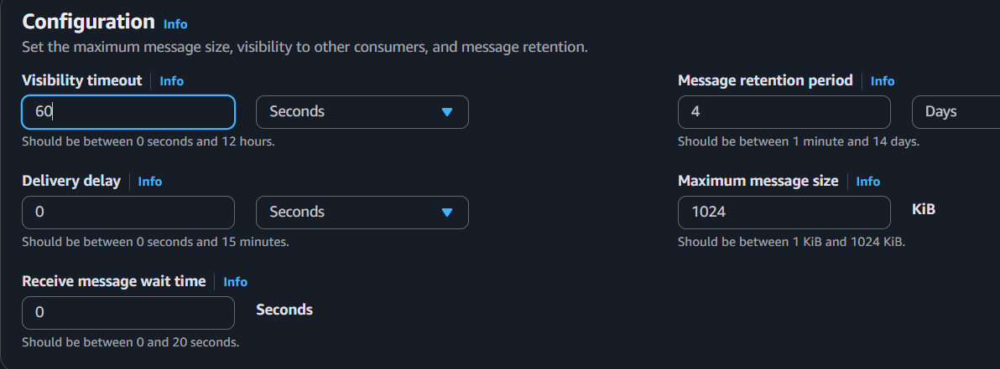 Configuration Info
Set the maximum message size, visibility to other consumers, and message retention.
Visibility timeout Info
60 Seconds
Should be between 0 seconds and 12 hours.
Message retention period Info
4 Days
Should be between 1 minute and 14 days.
Delivery delay Info
0 Seconds
Should be between 0 seconds and 15 minutes.
Maximum message size Info
1024 KiB
Should be between 1 KiB and 1024 KiB.
Receive message wait time Info
0 Seconds
Should be between 0 and 20 seconds.